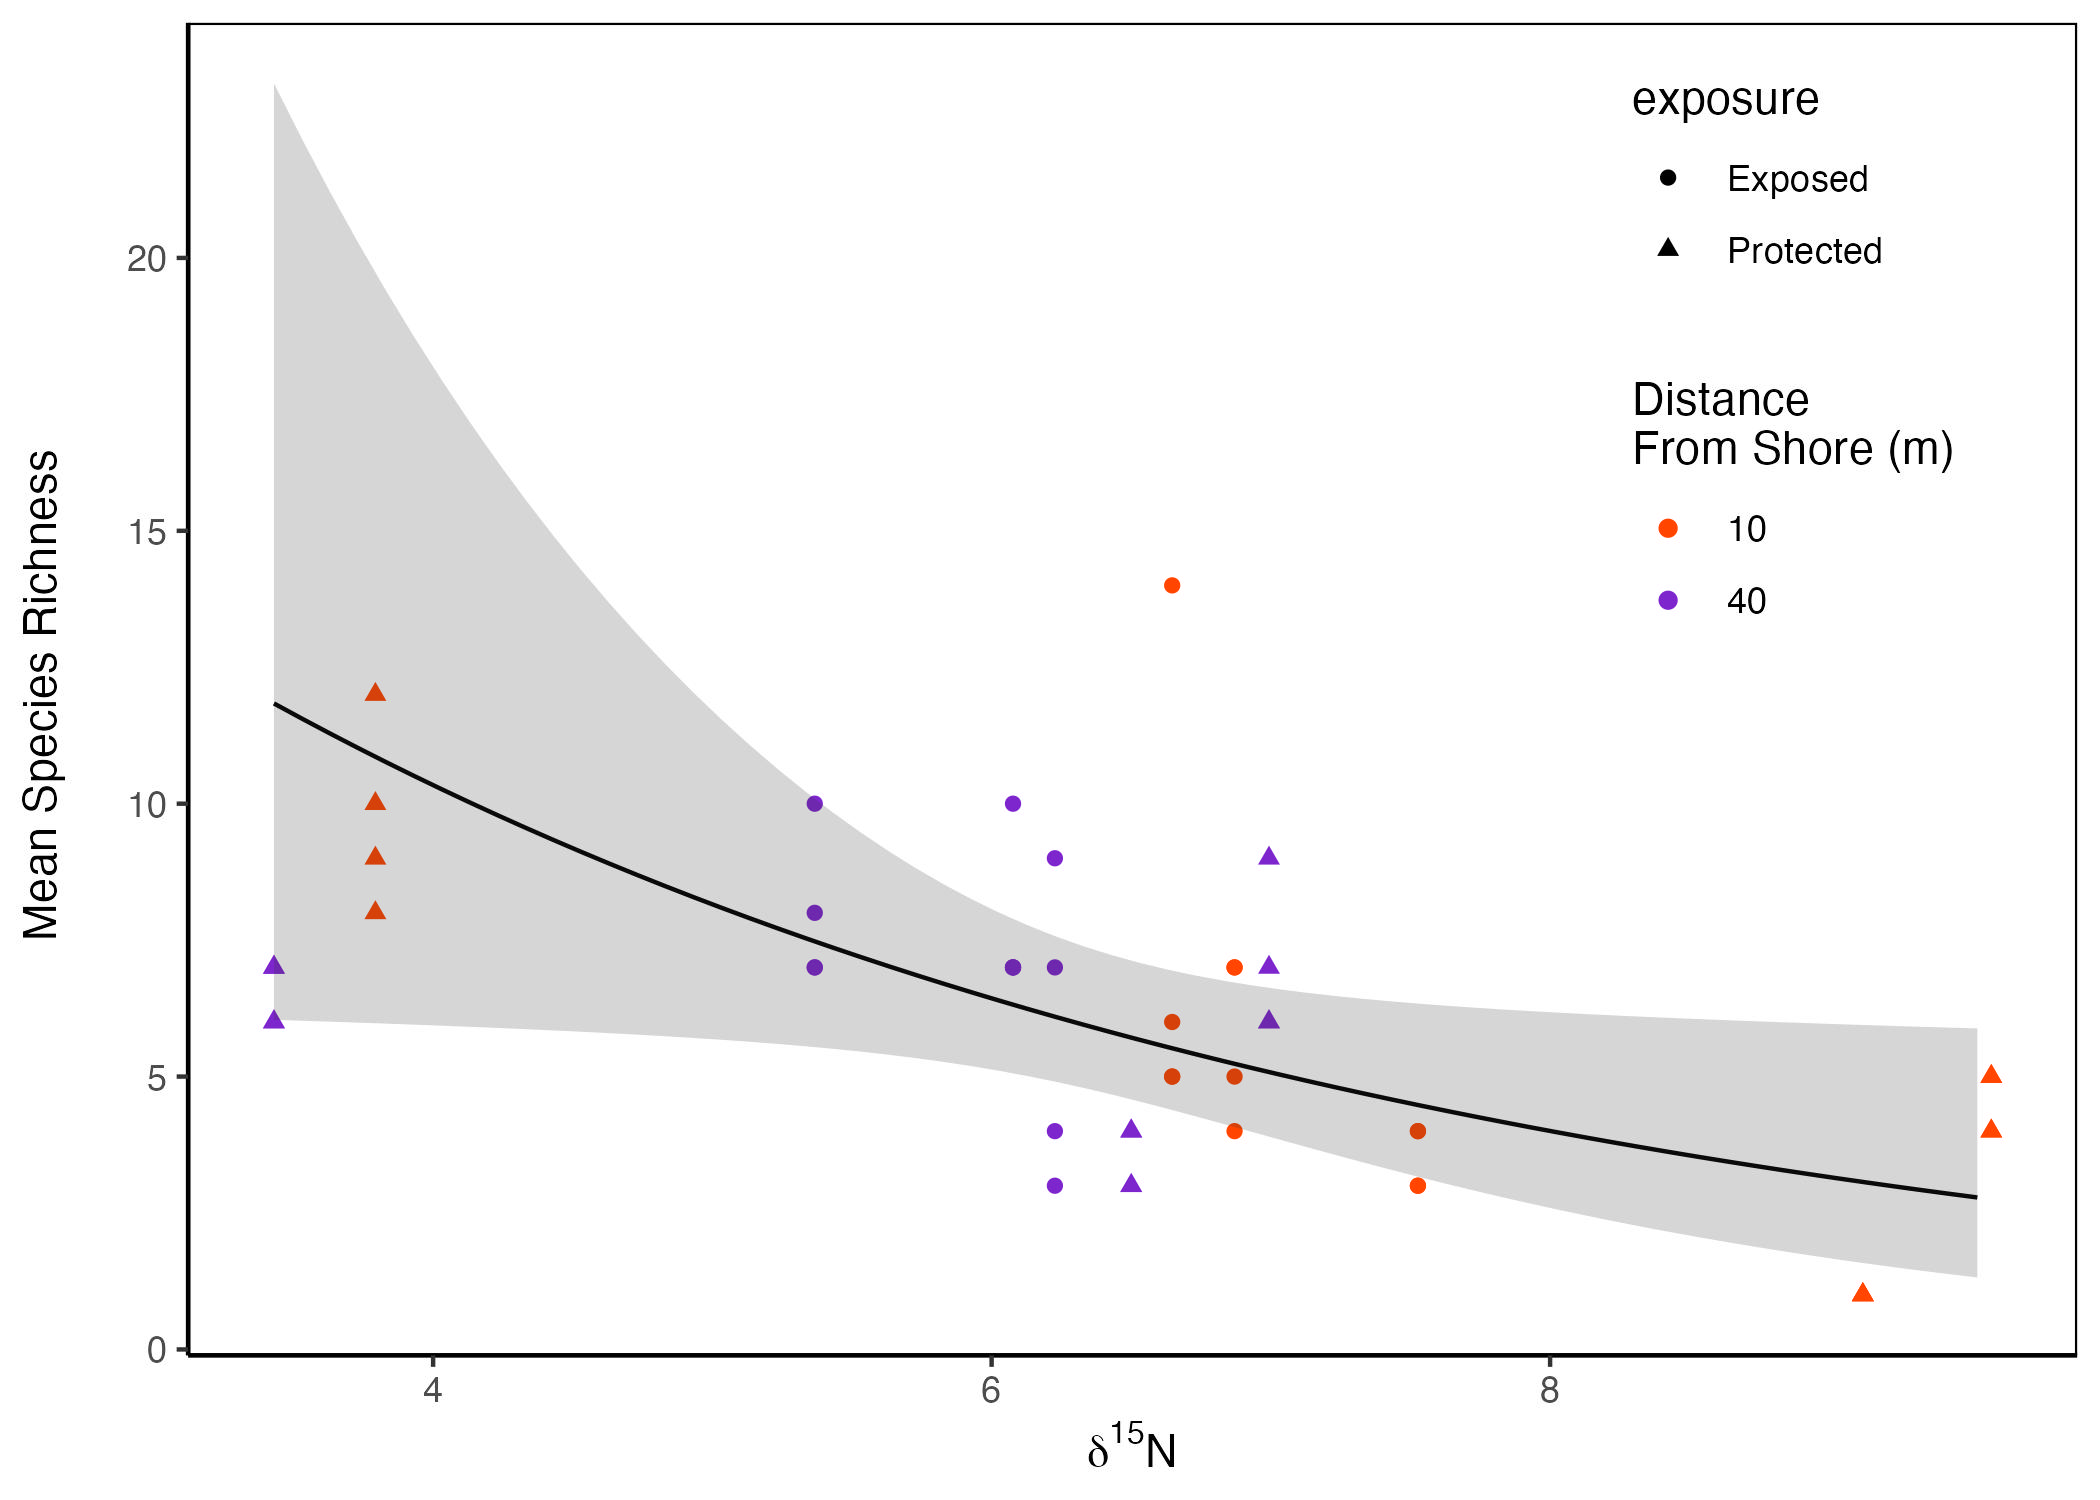 exposure
Exposed
Protected
Distance
From Shore (m)
10
40
Mean Species Richness
20
15
10
5
0
4 6 8
δ¹⁵N